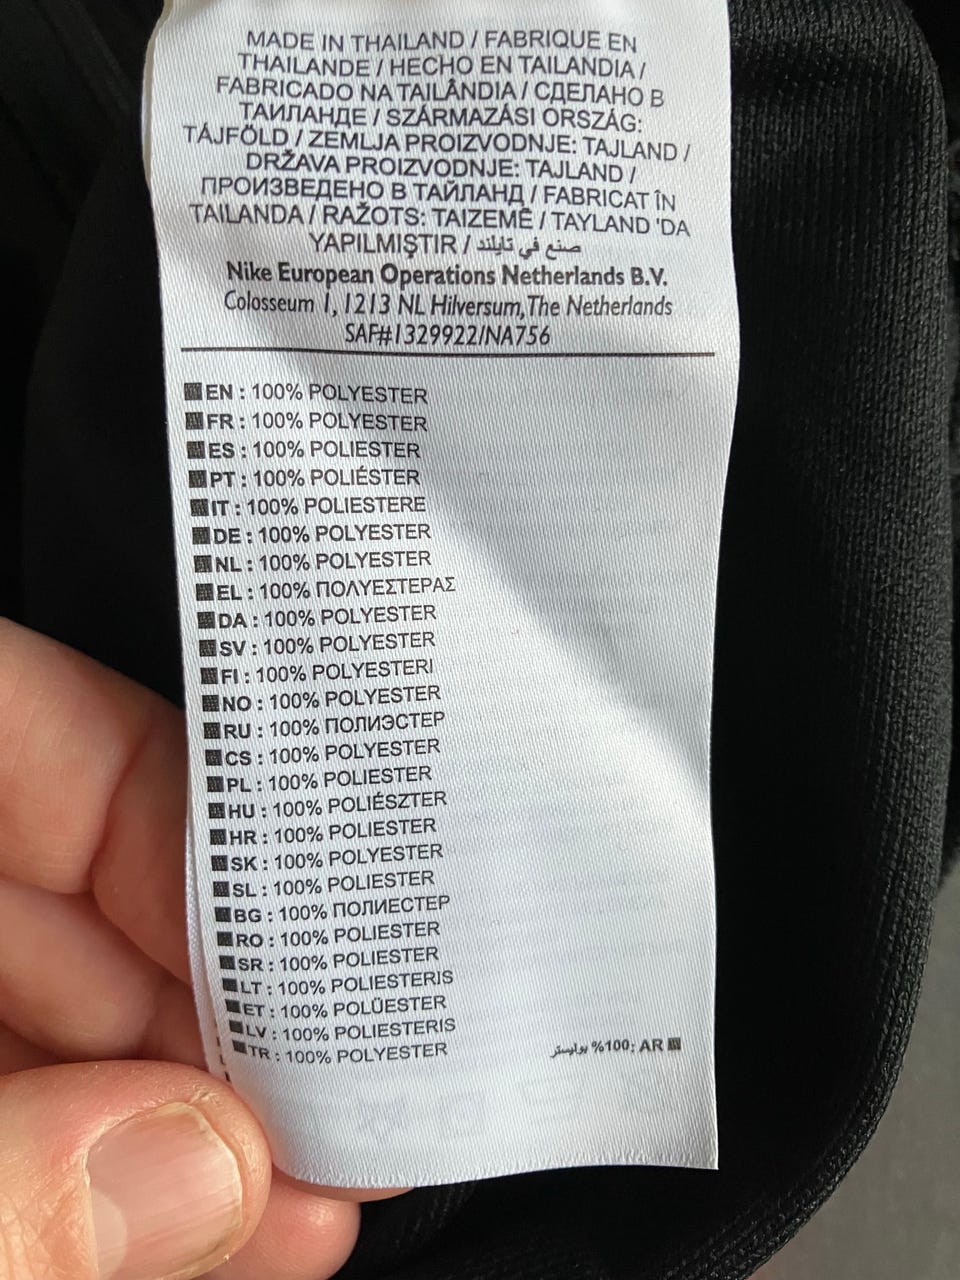 MADE IN THAILAND / FABRIQUE EN
THAILANDE / HECHO EN TAILANDIA /
FABRICADO NA TAILÂNDIA / СДЕЛАНО В
ТАИЛАНДЕ / SZÁRMAZÁSI ORSZÁG:
TÁJFÖLD / ZEMLJA PROIZVODNJE: TAJLAND /
DRŽAVA PROIZVODNJE: TAJLAND /
ПРОИЗВЕДЕНО В ТАЙЛАНД / FABRICAT ÎN
TAILANDA / RAŽOTS: TAIZEMĒ / TAYLAND 'DA
YAPILMIŞTIR / صنع في تايلند
Nike European Operations Netherlands B.V.
Colosseum 1, 1213 NL Hilversum, The Netherlands
SAF#1329922/NA756
EN : 100% POLYESTER
FR : 100% POLYESTER
ES : 100% POLIESTER
PT : 100% POLIÉSTER
IT : 100% POLIESTERE
DE : 100% POLYESTER
NL : 100% POLYESTER
EL : 100% ΠΟΛΥΕΣΤΕΡΑΣ
DA : 100% POLYESTER
SV : 100% POLYESTER
FI : 100% POLYESTERI
NO : 100% POLYESTER
RU : 100% ПОЛИЭСТЕР
CS : 100% POLYESTER
PL : 100% POLIESTER
HU : 100% POLIÉSZTER
HR : 100% POLIESTER
SK : 100% POLYESTER
SL : 100% POLIESTER
BG : 100% ПОЛИЕСТЕР
RO : 100% POLIESTER
SR : 100% POLIESTER
LT : 100% POLIESTERIS
ET : 100% POLÜESTER
LV : 100% POLIESTERIS
TR : 100% POLYESTER
AR :100% بوليستر